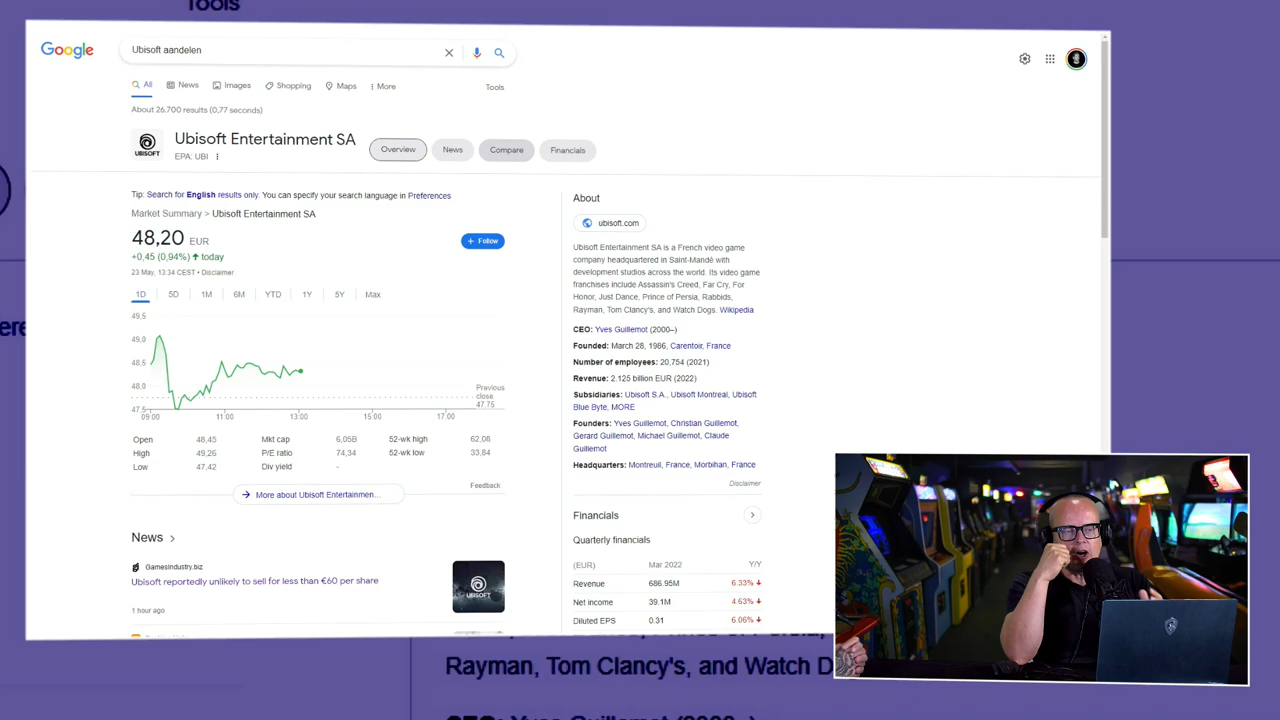 Tools
Google
Ubisoft aandelen
All News Images Shopping Maps More
Tools
About 26.700 results (0,77 seconds)
UBISOFT
Ubisoft Entertainment SA
EPA: UBI
Overview News Compare Financials
Tip: Search for English results only. You can specify your search language in Preferences
Market Summary > Ubisoft Entertainment SA
48,20 EUR
+0,45 (0,94%) today
23 May, 13:34 CEST • Disclaimer
+ Follow
1D 5D 1M 6M YTD 1Y 5Y Max
49,5
49,0
48,5
48,0
47,5
Previous
close
47,75
09:00 11:00 13:00 15:00 17:00
Open 48,45 Mkt cap 6,05B 52-wk high 62,06
High 49,26 P/E ratio 74,34 52-wk low 33,84
Low 47,42 Div yield -
More about Ubisoft Entertainmen...
Feedback
News
GamesIndustry.biz
Ubisoft reportedly unlikely to sell for less than €60 per share
1 hour ago
UBISOFT
About
ubisoft.com
Ubisoft Entertainment SA is a French video game
company headquartered in Saint-Mandé with
development studios across the world. Its video game
franchises include Assassin's Creed, Far Cry, For
Honor, Just Dance, Prince of Persia, Rabbids,
Rayman, Tom Clancy's, and Watch Dogs. Wikipedia
CEO: Yves Guillemot (2000–)
Founded: March 28, 1986, Carentoir, France
Number of employees: 20,754 (2021)
Revenue: 2.125 billion EUR (2022)
Subsidiaries: Ubisoft S.A., Ubisoft Montreal, Ubisoft
Blue Byte, MORE
Founders: Yves Guillemot, Christian Guillemot,
Gerard Guillemot, Michael Guillemot, Claude
Guillemot
Headquarters: Montreuil, France, Morbihan, France
Disclaimer
Financials
Quarterly financials
(EUR) Mar 2022 Y/Y
Revenue 686.95M 6.33%
Net income 39.1M 4.63%
Diluted EPS 0.31 6.06%
Rayman, Tom Clancy's, and Watch D